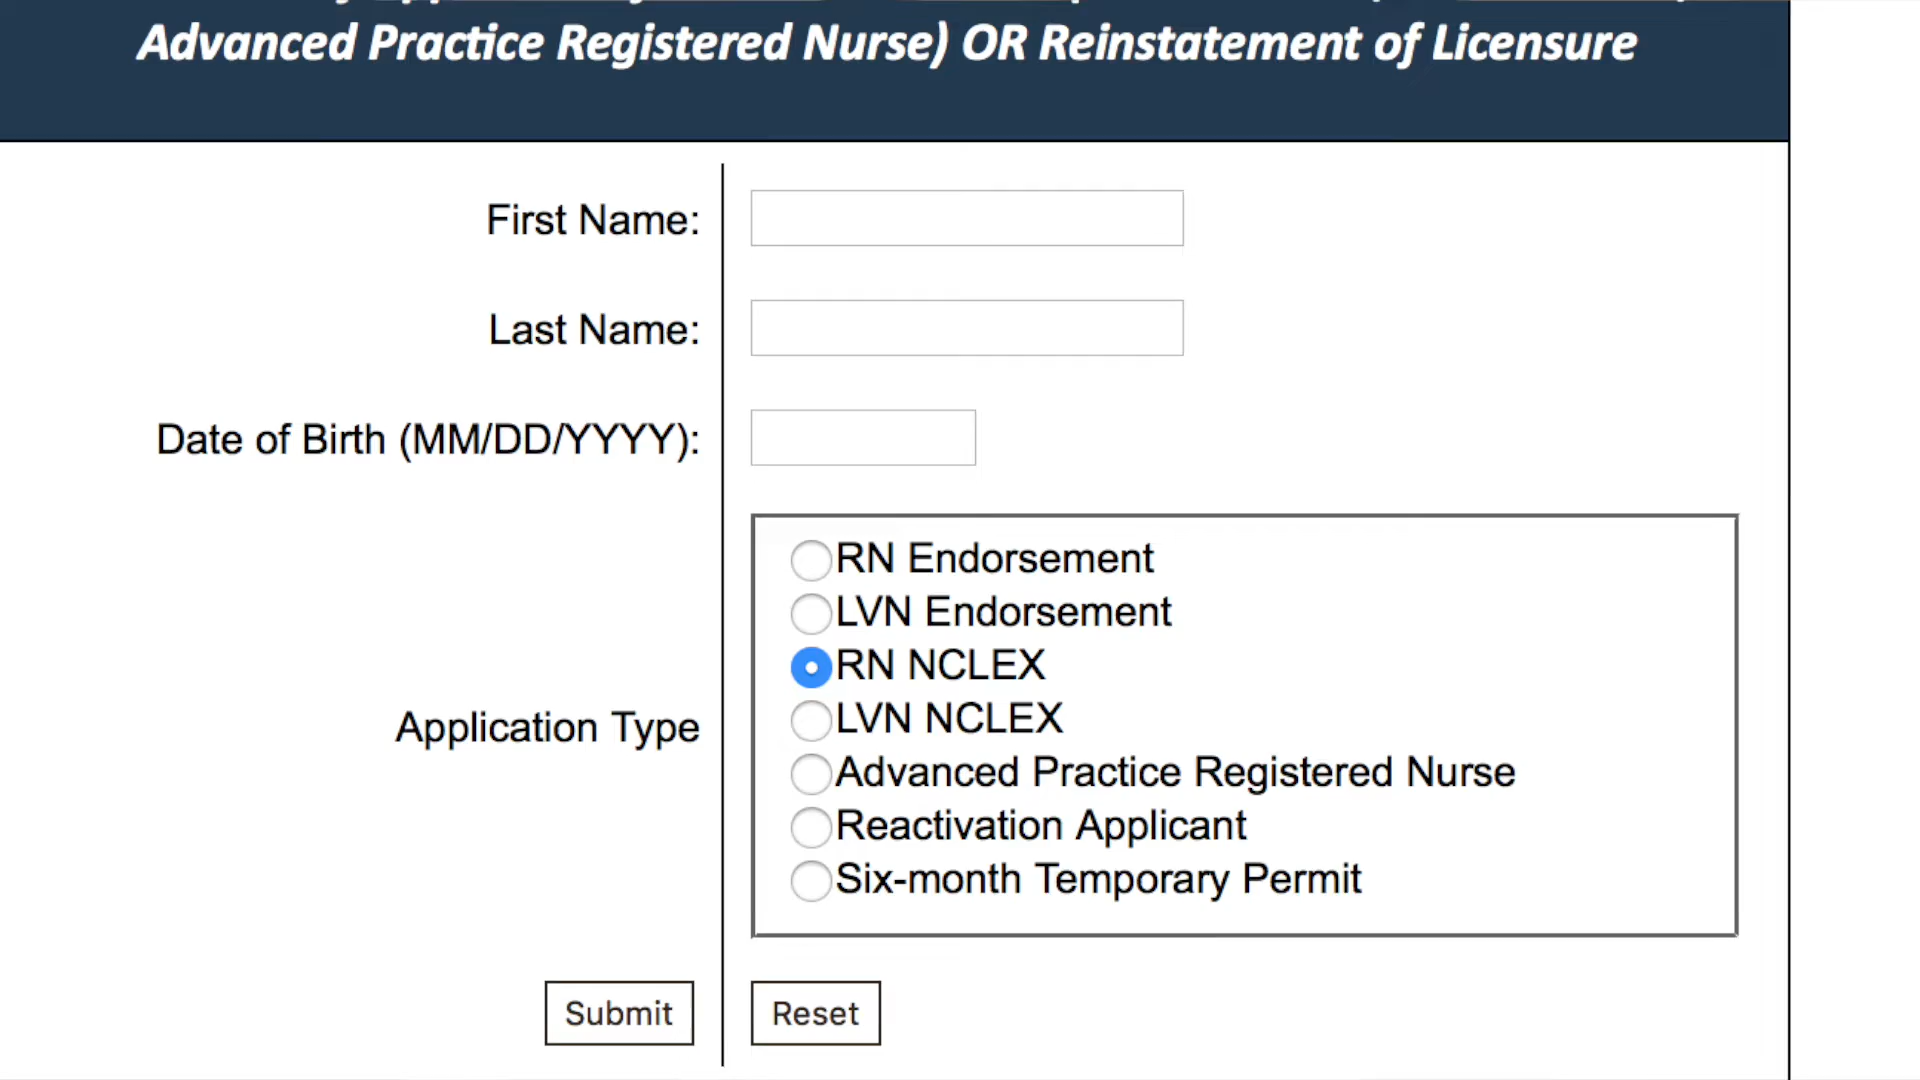 Advanced Practice Registered Nurse) OR Reinstatement of Licensure
First Name:
Last Name:
Date of Birth (MM/DD/YYYY):
Application Type
RN Endorsement
LVN Endorsement
RN NCLEX
LVN NCLEX
Advanced Practice Registered Nurse
Reactivation Applicant
Six-month Temporary Permit
Submit
Reset